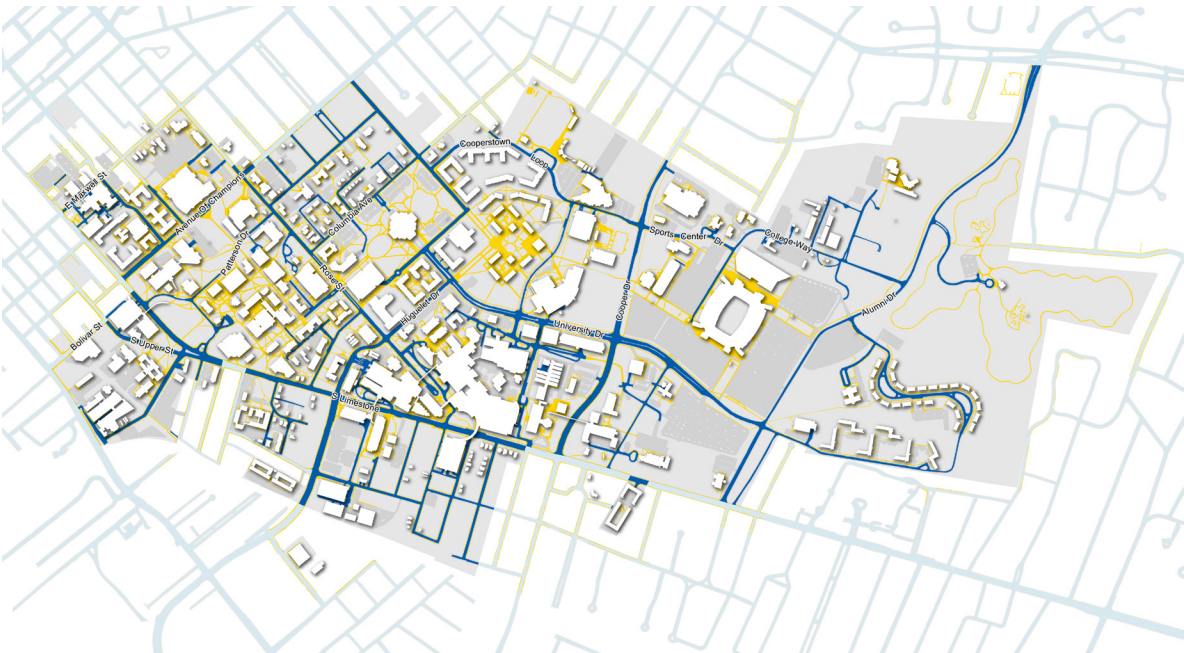 Cooperstown
Loop
E Maxwell St
Avenue Of Champions
Patterson Dr
Columbia Ave
Rose St
Sports Center Dr
College Way
Huguelet Dr
Cooper Dr
Alumni Dr
University Dr
Bolivar St
S Upper St
S Limestone